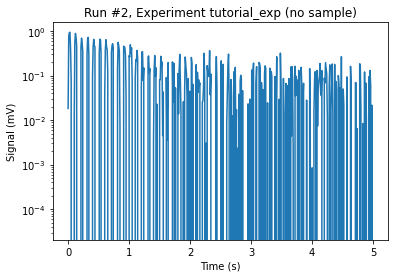 Run #2, Experiment tutorial_exp (no sample)
Signal (mV)
10⁰
10⁻¹
10⁻²
10⁻³
10⁻⁴
0 1 2 3 4 5
Time (s)